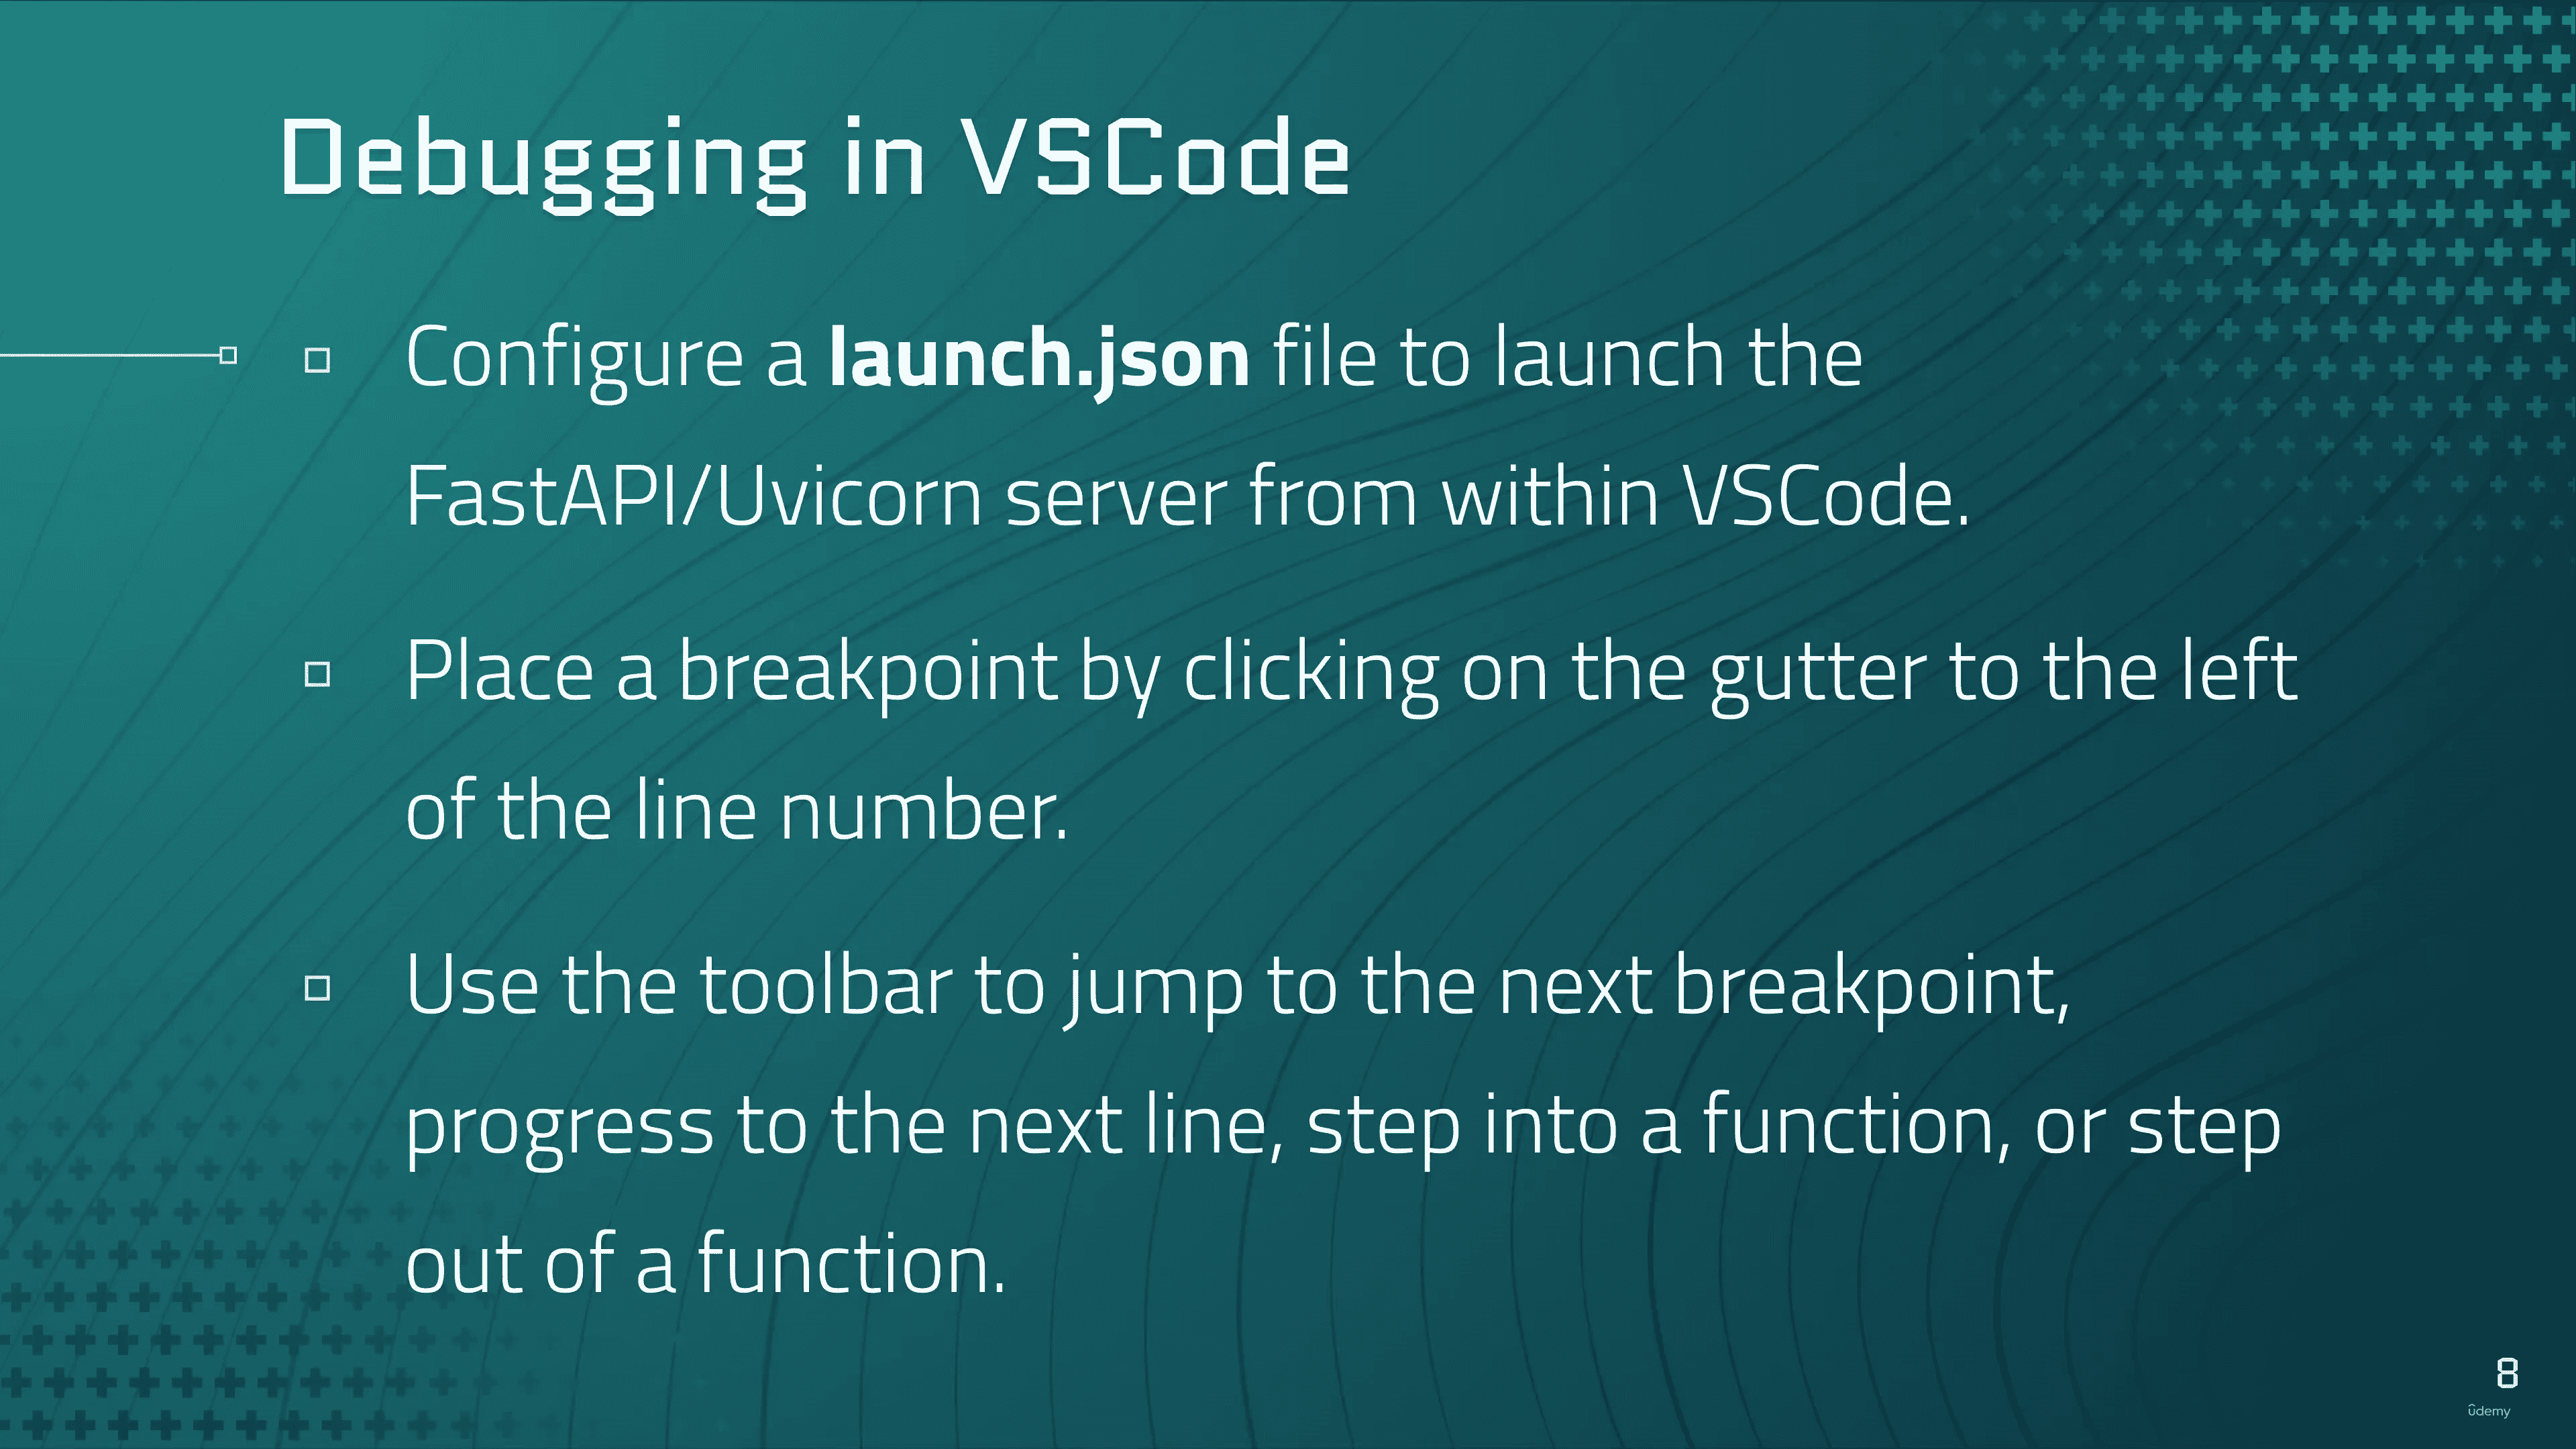 Debugging in VSCode
Configure a launch.json file to launch the
FastAPI/Uvicorn server from within VSCode.
Place a breakpoint by clicking on the gutter to the left
of the line number.
Use the toolbar to jump to the next breakpoint,
progress to the next line, step into a function, or step
out of a function.
8
ûdemy